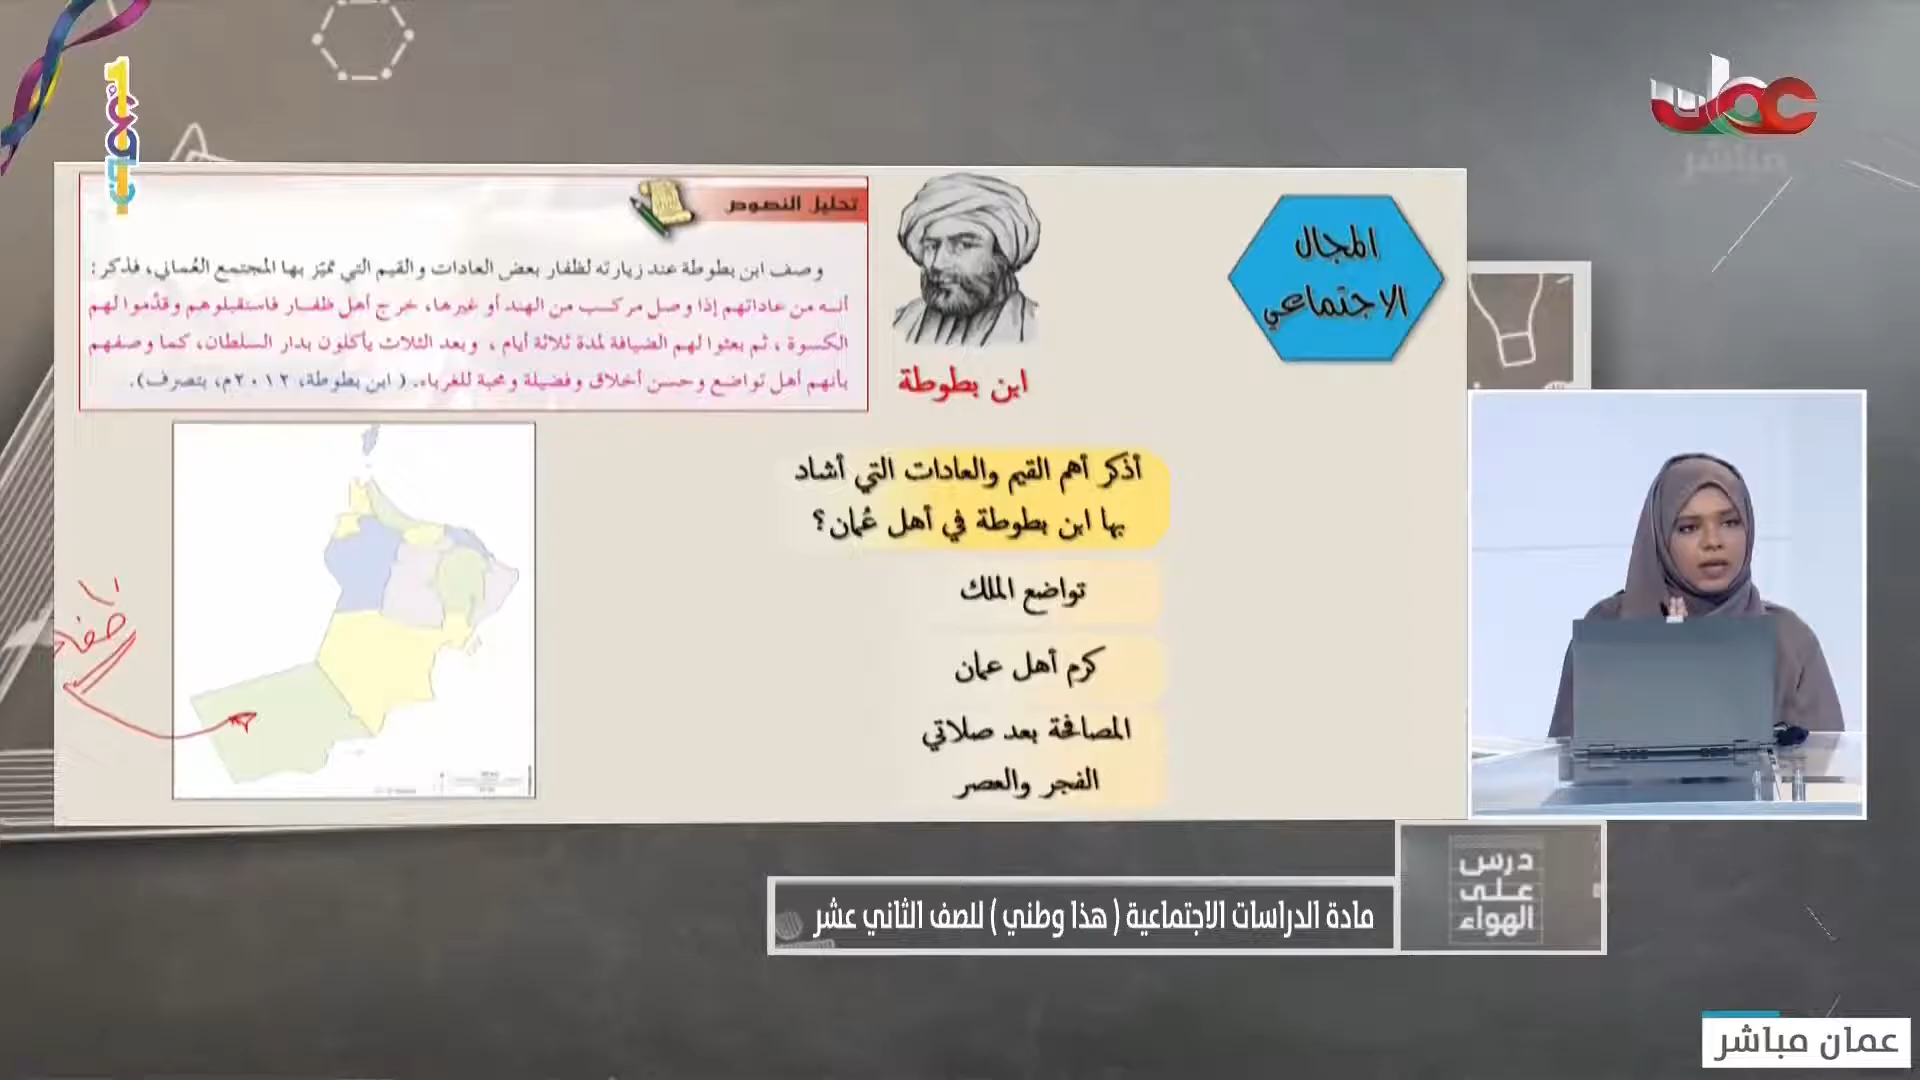 عمان
مباشر
المجال
الاجتماعي
ابن بطوطة
تحليل النصوص
وصف ابن بطوطة عند زيارته لظفار بعض العادات والقيم التي تميّز بها المجتمع العُماني، فذكر:
أنه من عاداتهم إذا وصل مركب من الهند أو غيرها، خرج أهل ظفار فاستقبلوهم وقدّموا لهم
الكسوة، ثم بعثوا لهم الضيافة لمدة ثلاثة أيام، وبعد الثلاث يأكلون بدار السلطان، كما وصفهم
بأنهم أهل تواضع وحسن أخلاق وفضيلة ومحبة للغرباء. (ابن بطوطة، ٢٠١٢م، بتصرف).
أذكر أهم القيم والعادات التي أشاد
بها ابن بطوطة في أهل عُمان؟
تواضع الملك
كرم أهل عمان
المصافحة بعد صلاتي
الفجر والعصر
درس
على
الهواء
مادة الدراسات الاجتماعية (هذا وطني) للصف الثاني عشر
عمان مباشر